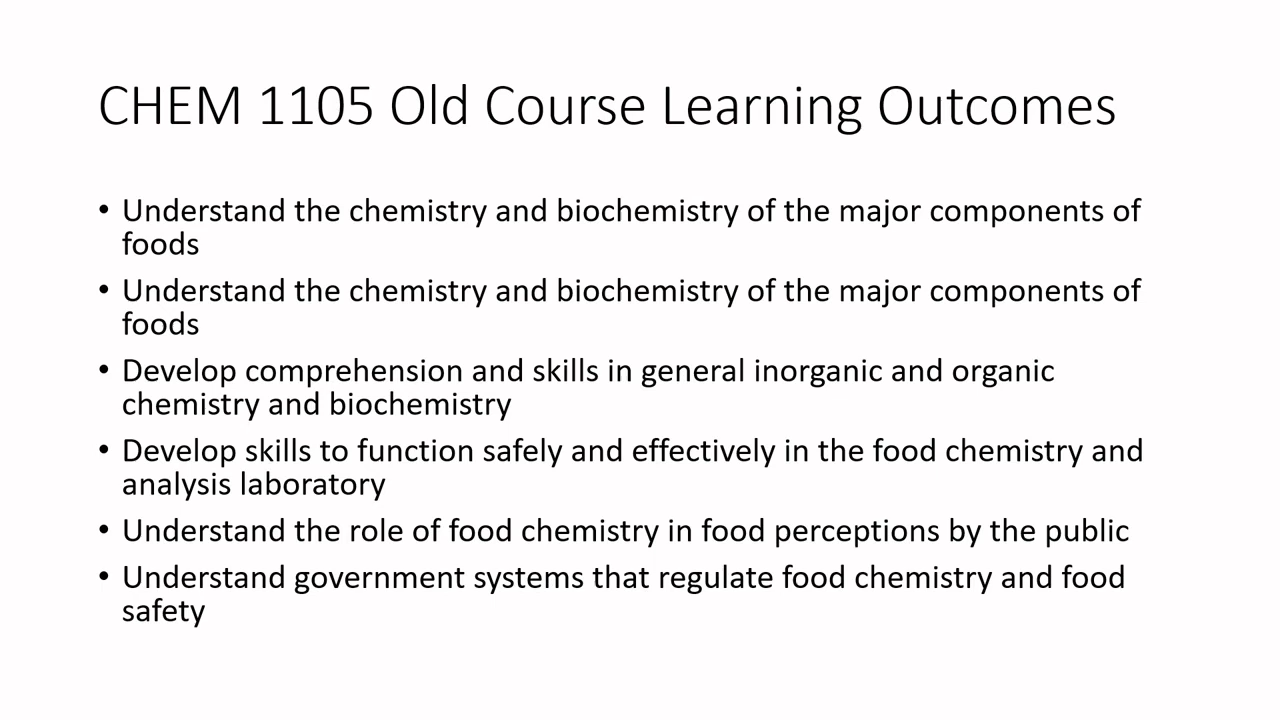 CHEM 1105 Old Course Learning Outcomes
• Understand the chemistry and biochemistry of the major components of
foods
• Understand the chemistry and biochemistry of the major components of
foods
• Develop comprehension and skills in general inorganic and organic
chemistry and biochemistry
• Develop skills to function safely and effectively in the food chemistry and
analysis laboratory
• Understand the role of food chemistry in food perceptions by the public
• Understand government systems that regulate food chemistry and food
safety